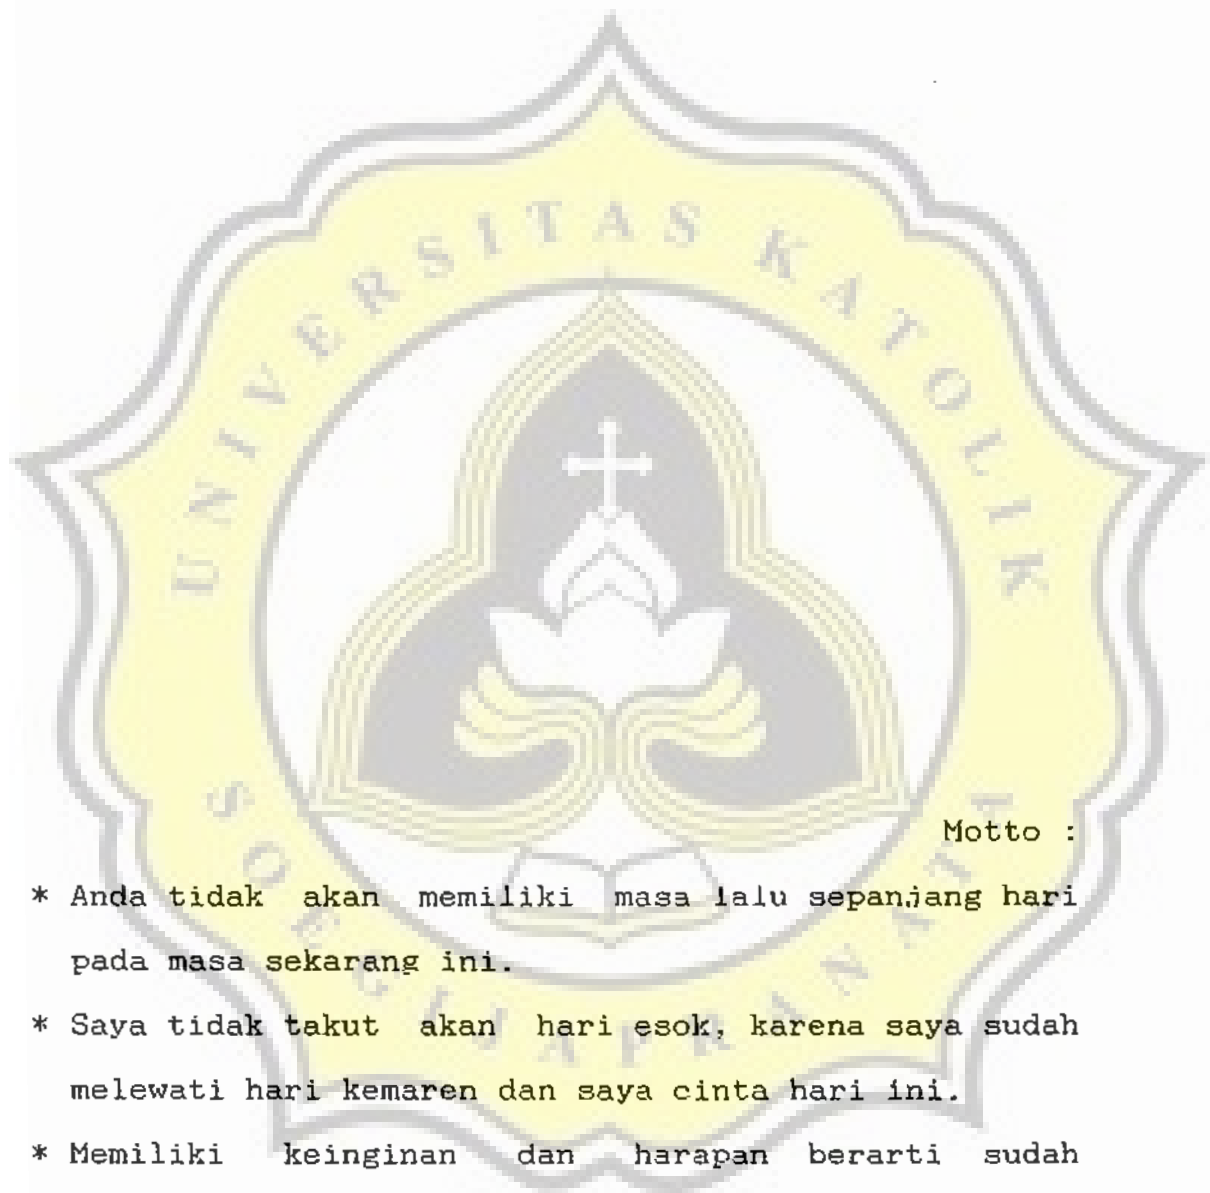 UNIVERSITAS KATOLIK
SOEGIJAPRANATA
Motto :
* Anda tidak akan memiliki masa lalu sepanjang hari
pada masa sekarang ini.
* Saya tidak takut akan hari esok, karena saya sudah
melewati hari kemaren dan saya cinta hari ini.
* Memiliki keinginan dan harapan berarti sudah